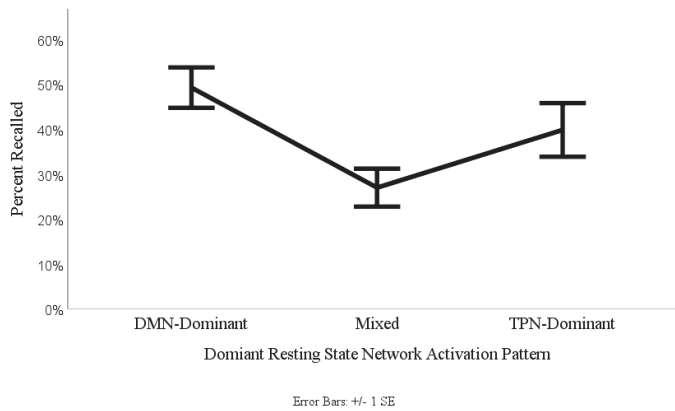 60%
50%
40%
30%
20%
10%
0%
Percent Recalled
DMN-Dominant
Mixed
TPN-Dominant
Domiant Resting State Network Activation Pattern
Error Bars: +/- 1 SE